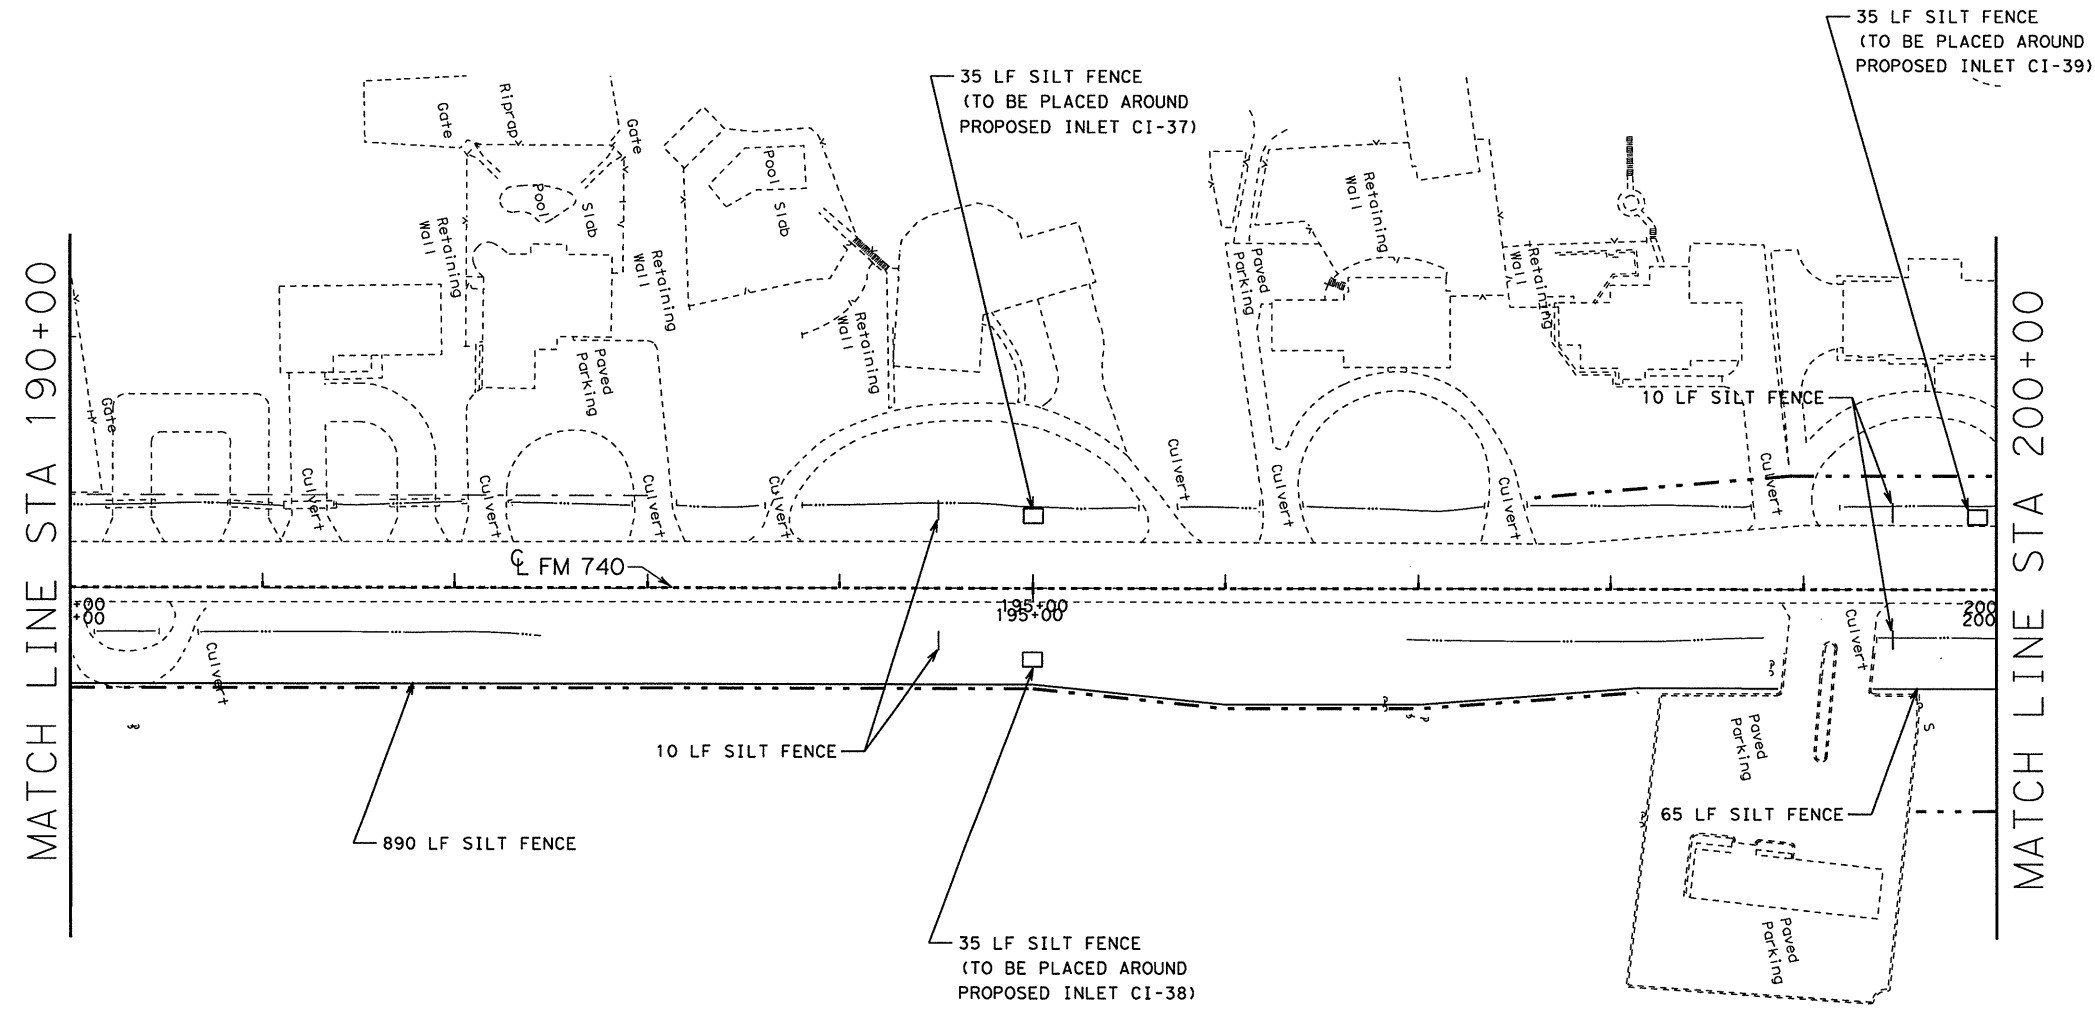 35 LF SILT FENCE
(TO BE PLACED AROUND
PROPOSED INLET CI-39)
35 LF SILT FENCE
(TO BE PLACED AROUND
PROPOSED INLET CI-37)
Gate
Riprap
Gate
Pool
Slab
Pool
Slab
Retaining
Wall
Retaining
Wall
Retaining
Wall
Retaining
Wall
Paved
Parking
Retaining
Wall
MATCH LINE STA 190+00
MATCH LINE STA 200+00
Paved
Parking
Gate
10 LF SILT FENCE
Culvert
Culvert
Culvert
Culvert
Culvert
Culvert
Culvert
Culvert
℄ FM 740
+00
+00
195+00
195+00
200
200
Culvert
Culvert
10 LF SILT FENCE
Paved
Parking
S
890 LF SILT FENCE
65 LF SILT FENCE
35 LF SILT FENCE
(TO BE PLACED AROUND
PROPOSED INLET CI-38)
Paved
Parking